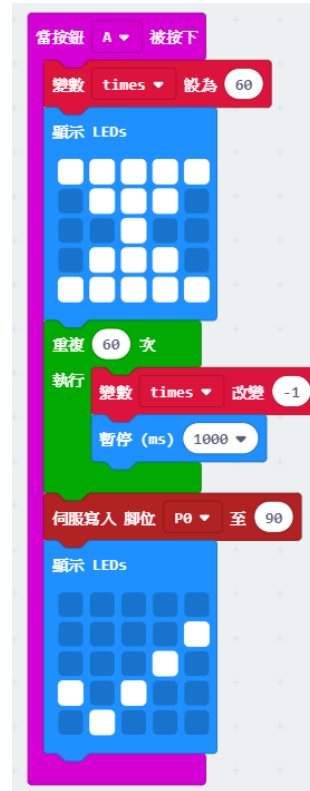 當按鈕 A 被按下
變數 times 設為 60
顯示 LEDs
重複 60 次
執行
變數 times 改變 -1
暫停 (ms) 1000
伺服寫入 腳位 P0 至 90
顯示 LEDs